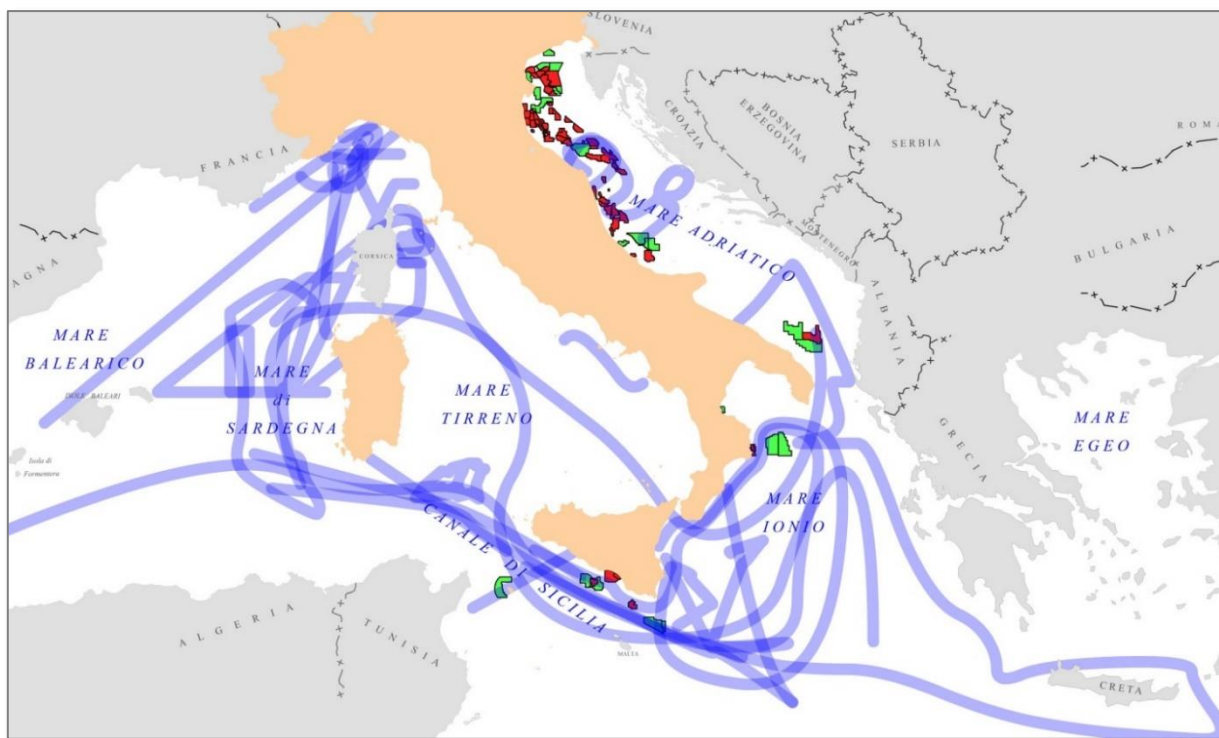 SLOVENIA
CROAZIA
BOSNIA
ERZEGOVINA
SERBIA
ROMA
FRANCIA
MARE ADRIATICO
MONTENEGRO
BULGARIA
AGNA
CORSICA
ALBANIA
MARE
BALEARICO
ISOLE BALEARI
MARE
di
SARDEGNA
MARE
TIRRENO
MARE
EGEO
GRECIA
Isola di
Formentera
MARE
IONIO
CANALE DI SICILIA
ALGERIA
TUNISIA
MALTA
CRETA